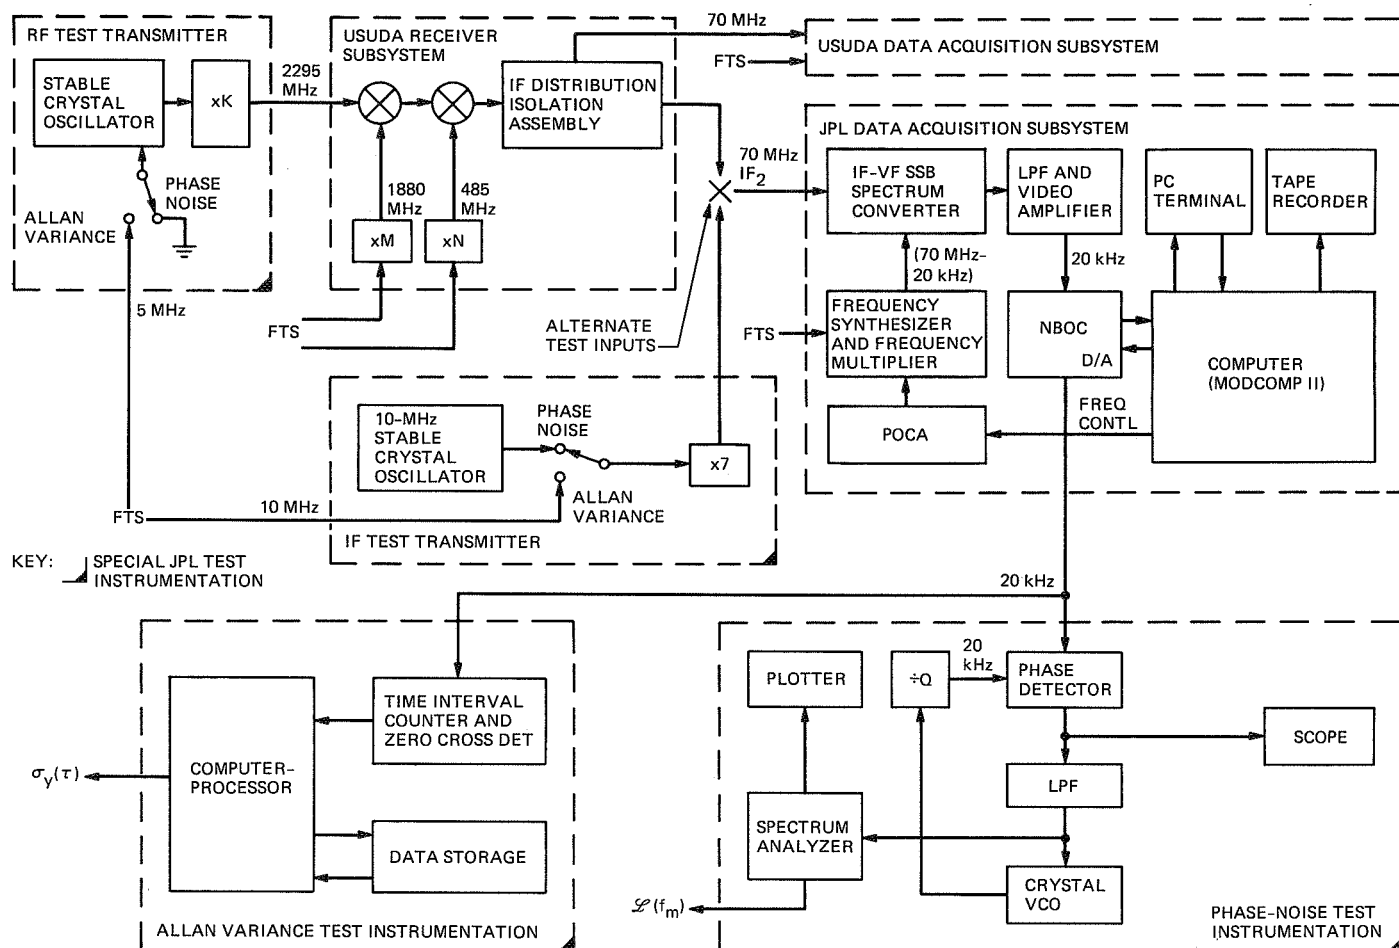 RF TEST TRANSMITTER
STABLE
CRYSTAL
OSCILLATOR
xK
2295
MHz
PHASE
NOISE
ALLAN
VARIANCE
5 MHz
USUDA RECEIVER
SUBSYSTEM
IF DISTRIBUTION
ISOLATION
ASSEMBLY
1880
MHz
485
MHz
xM
xN
FTS
70 MHz
FTS
USUDA DATA ACQUISITION SUBSYSTEM
70 MHz
IF2
ALTERNATE
TEST INPUTS
JPL DATA ACQUISITION SUBSYSTEM
IF-VF SSB
SPECTRUM
CONVERTER
LPF AND
VIDEO
AMPLIFIER
PC
TERMINAL
TAPE
RECORDER
(70 MHz-
20 kHz)
20 kHz
FTS
FREQUENCY
SYNTHESIZER
AND FREQUENCY
MULTIPLIER
NBOC
D/A
COMPUTER
(MODCOMP II)
POCA
FREQ
CONTL
10-MHz
STABLE
CRYSTAL
OSCILLATOR
PHASE
NOISE
x7
ALLAN
VARIANCE
FTS
10 MHz
IF TEST TRANSMITTER
KEY:
SPECIAL JPL TEST
INSTRUMENTATION
20 kHz
COMPUTER-
PROCESSOR
TIME INTERVAL
COUNTER AND
ZERO CROSS DET
DATA STORAGE
σy(τ)
ALLAN VARIANCE TEST INSTRUMENTATION
PLOTTER
÷Q
20
kHz
PHASE
DETECTOR
SCOPE
LPF
SPECTRUM
ANALYZER
CRYSTAL
VCO
ℒ(fm)
PHASE-NOISE TEST
INSTRUMENTATION